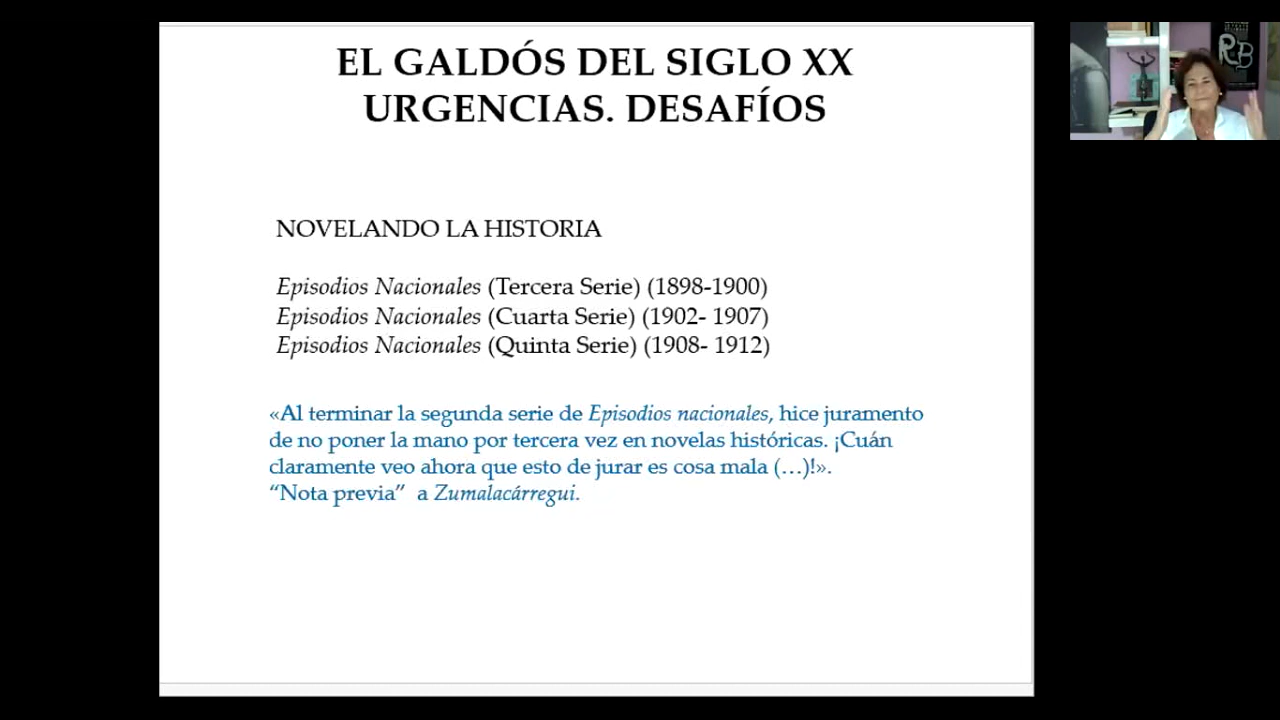 EL GALDÓS DEL SIGLO XX
URGENCIAS. DESAFÍOS
NOVELANDO LA HISTORIA
Episodios Nacionales (Tercera Serie) (1898-1900)
Episodios Nacionales (Cuarta Serie) (1902- 1907)
Episodios Nacionales (Quinta Serie) (1908- 1912)
«Al terminar la segunda serie de Episodios nacionales, hice juramento
de no poner la mano por tercera vez en novelas históricas. ¡Cuán
claramente veo ahora que esto de jurar es cosa mala (…)!».
“Nota previa”  a Zumalacárregui.
RB